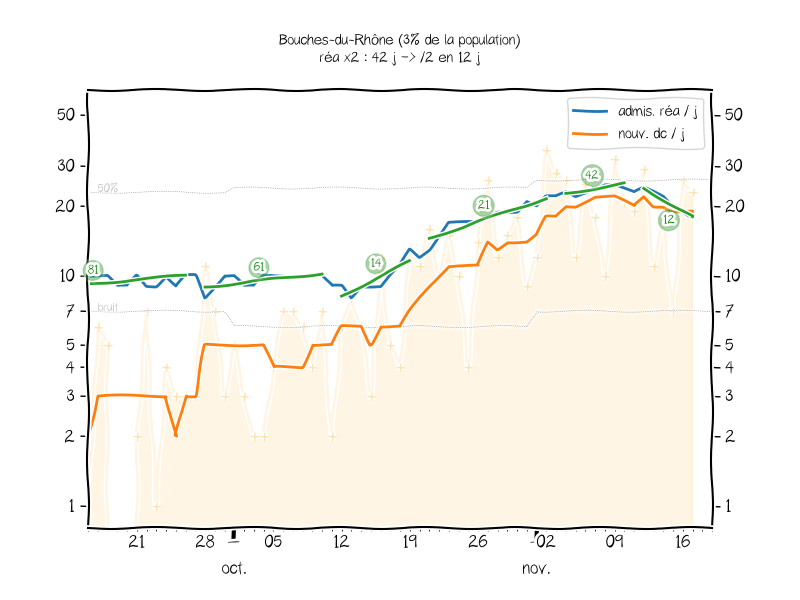 Bouches-du-Rhône (3% de la population)
réa x2 : 42 j -> /2 en 12 j
admis. réa / j
nouv. dc / j
50 50
30 30
20 20
10 10
7 7
5 5
4 4
3 3
2 2
1 1
50%
bruit
81
61
14
21
42
12
21 28 05 12 19 26 02 09 16
oct. nov.